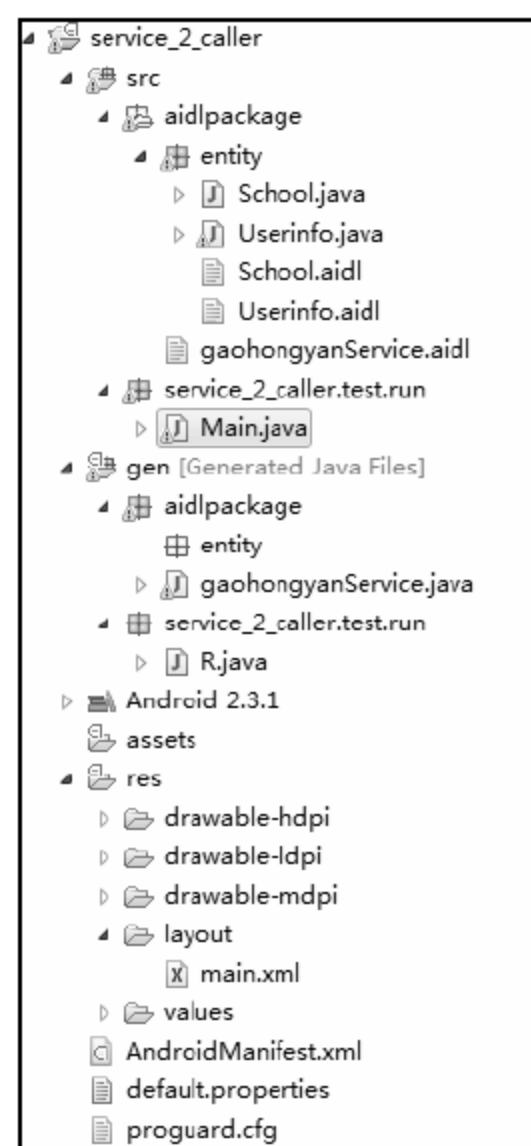 service_2_caller
src
aidlpackage
entity
School.java
Userinfo.java
School.aidl
Userinfo.aidl
gaohongyanService.aidl
service_2_caller.test.run
Main.java
gen [Generated Java Files]
aidlpackage
entity
gaohongyanService.java
service_2_caller.test.run
R.java
Android 2.3.1
assets
res
drawable-hdpi
drawable-ldpi
drawable-mdpi
layout
main.xml
values
AndroidManifest.xml
default.properties
proguard.cfg